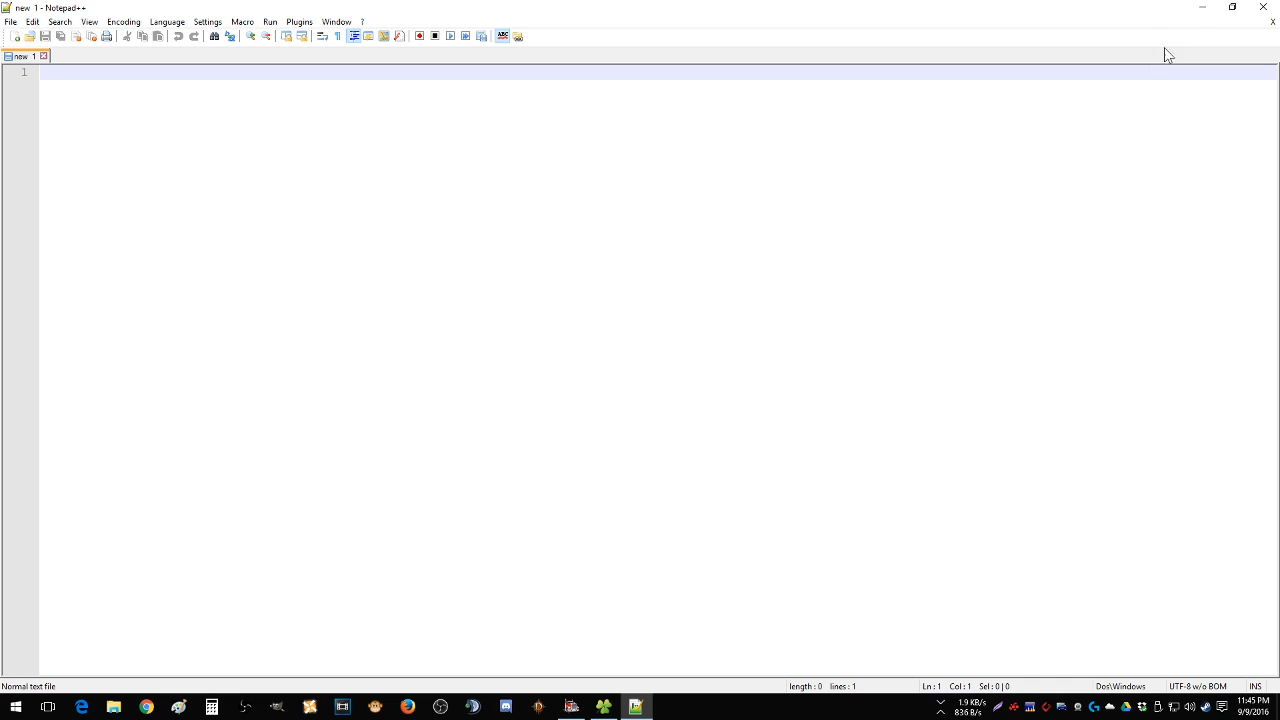 new 1 - Notepad++
File Edit Search View Encoding Language Settings Macro Run Plugins Window ?
X
ABC
new 1
1
Normal text file length : 0 lines : 1 Ln : 1 Col : 1 Sel : 0 | 0 Dos\Windows UTF-8 w/o BOM INS
1.9 KB/s 11:45 PM
836 B/s 9/9/2016